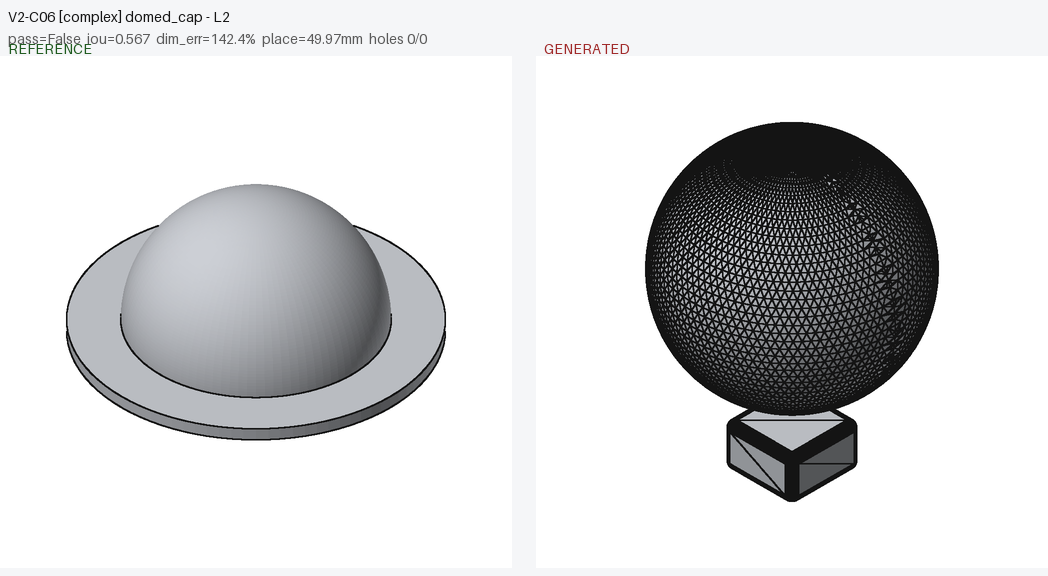 V2-C06 [complex] domed_cap - L2
pass=False iou=0.567 dim_err=142.4% place=49.97mm holes 0/0
REFERENCE
GENERATED